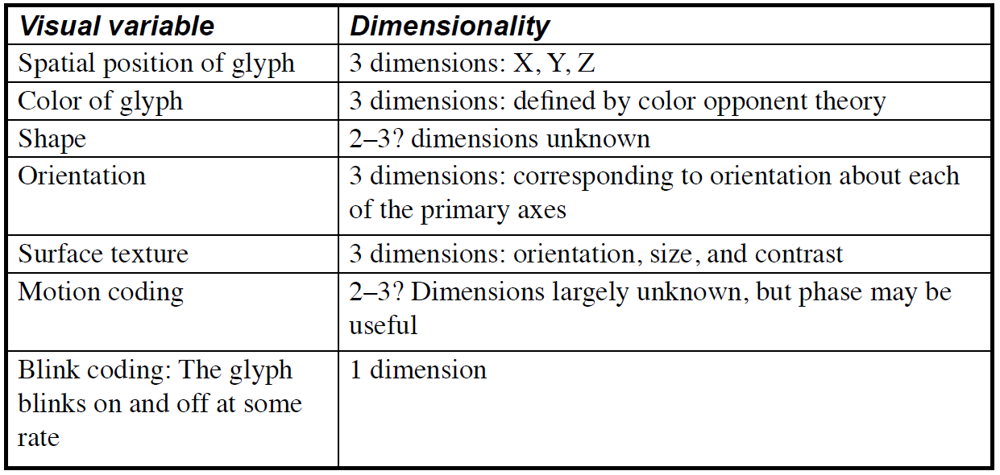 Visual variable Dimensionality
Spatial position of glyph 3 dimensions: X, Y, Z
Color of glyph 3 dimensions: defined by color opponent theory
Shape 2–3? dimensions unknown
Orientation 3 dimensions: corresponding to orientation about each
of the primary axes
Surface texture 3 dimensions: orientation, size, and contrast
Motion coding 2–3? Dimensions largely unknown, but phase may be
useful
Blink coding: The glyph 1 dimension
blinks on and off at some
rate